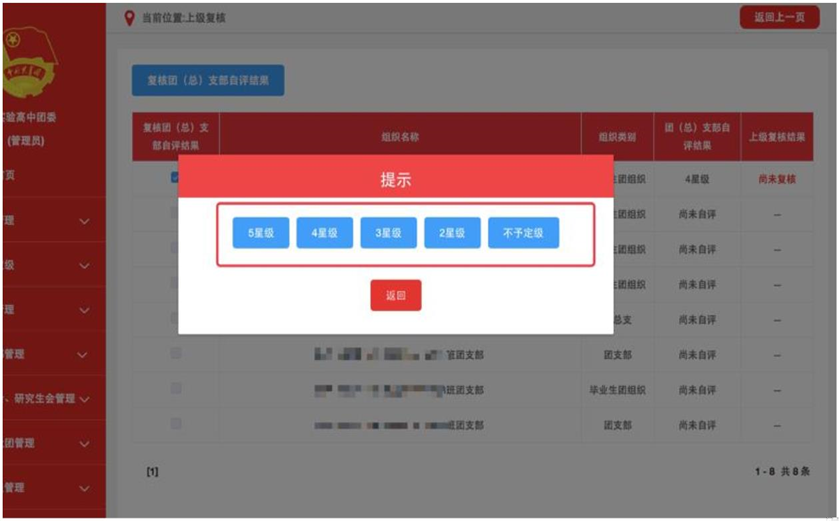 当前位置:上级复核
返回上一页
复核团（总）支部自评结果
实验高中团委
(管理员)
复核团（总）支部自评结果
组织名称
组织类别
团（总）支部自评结果
上级复核结果
提示
5星级
4星级
3星级
2星级
不予定级
返回
生团组织
4星级
尚未复核
生团组织
尚未自评
--
生团组织
尚未自评
--
生团组织
尚未自评
--
总支
尚未自评
--
班团支部
团支部
尚未自评
--
班团支部
毕业生团组织
尚未自评
--
班团支部
团支部
尚未自评
--
页
理
级
理
管理
、研究生会管理
团管理
管理
[1]
1 - 8 共 8 条